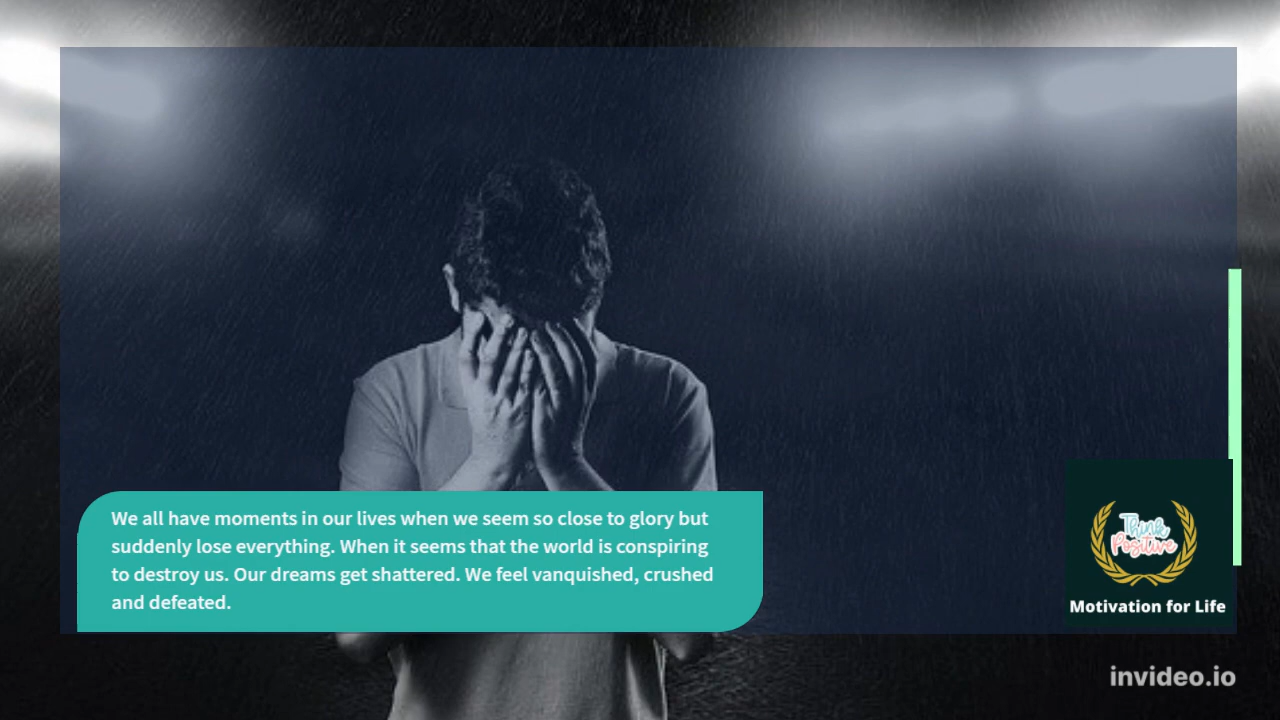 We all have moments in our lives when we seem so close to glory but
suddenly lose everything. When it seems that the world is conspiring
to destroy us. Our dreams get shattered. We feel vanquished, crushed
and defeated.
Think
Positive
Motivation for Life
invideo.io